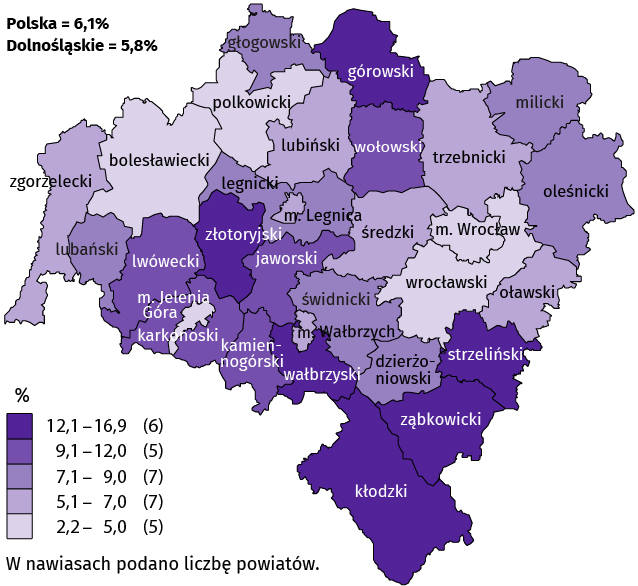 Polska = 6,1%
Dolnośląskie = 5,8%
głogowski
górowski
polkowicki
milicki
lubiński
wołowski
trzebnicki
bolesławiecki
zgorzelecki
legnicki
oleśnicki
m. Legnica
złotoryjski
średzki
m. Wrocław
lubański
lwówecki
jaworski
wrocławski
oławski
m. Jelenia
Góra
świdnicki
karkonoski
m. Wałbrzych
kamien-
nogórski
wałbrzyski
dzierżo-
niowski
strzeliński
ząbkowicki
kłodzki
%
12,1 – 16,9 (6)
9,1 – 12,0 (5)
7,1 – 9,0 (7)
5,1 – 7,0 (7)
2,2 – 5,0 (5)
W nawiasach podano liczbę powiatów.